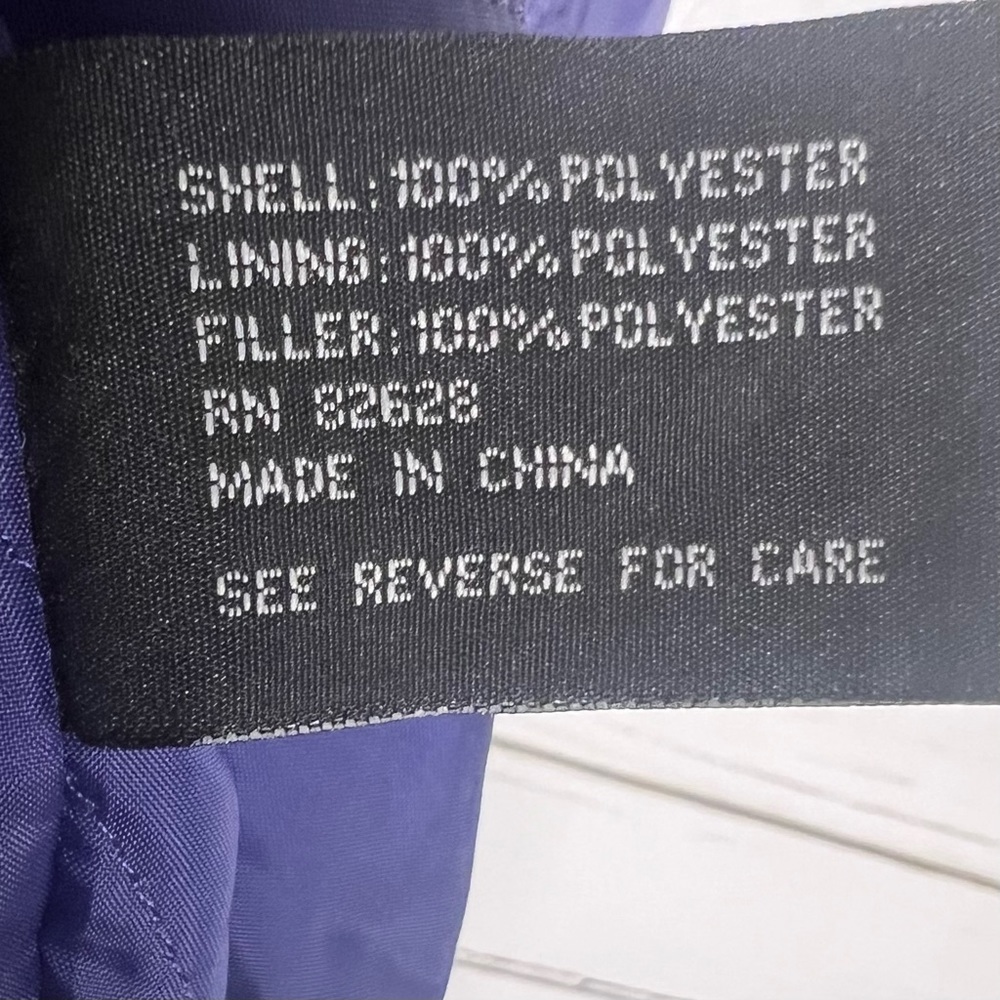 SHELL:100%POLYESTER
LINING:100%POLYESTER
FILLER:100%POLYESTER
RN 82628
MADE IN CHINA
SEE REVERSE FOR CARE